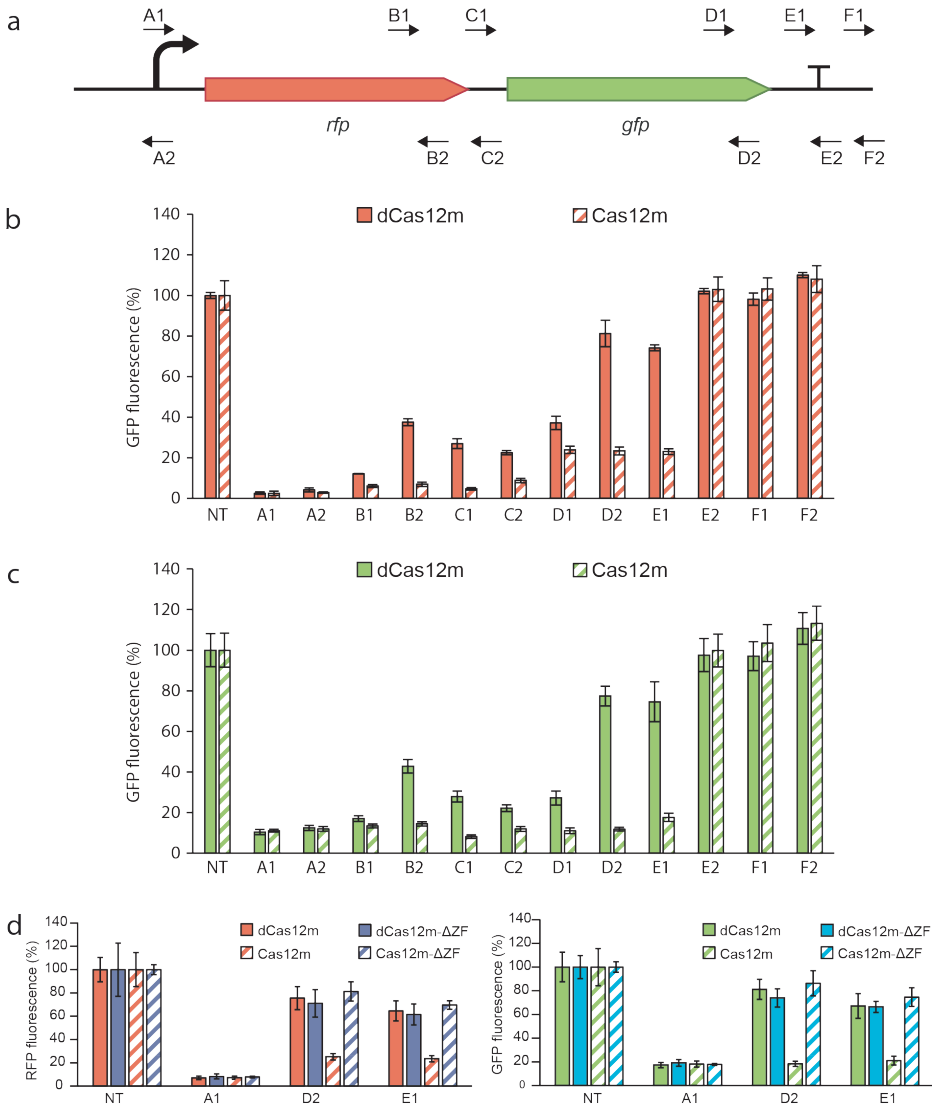 a
A1 B1 C1 D1 E1 F1
rfp gfp
A2 B2 C2 D2 E2 F2
b
dCas12m Cas12m
GFP fluorescence (%)
140
120
100
80
60
40
20
0
NT A1 A2 B1 B2 C1 C2 D1 D2 E1 E2 F1 F2
c
dCas12m Cas12m
GFP fluorescence (%)
140
120
100
80
60
40
20
0
NT A1 A2 B1 B2 C1 C2 D1 D2 E1 E2 F1 F2
d
RFP fluorescence (%)
140
120
100
80
60
40
20
0
dCas12m dCas12m-ΔZF
Cas12m Cas12m-ΔZF
NT A1 D2 E1
GFP fluorescence (%)
140
120
100
80
60
40
20
0
dCas12m dCas12m-ΔZF
Cas12m Cas12m-ΔZF
NT A1 D2 E1